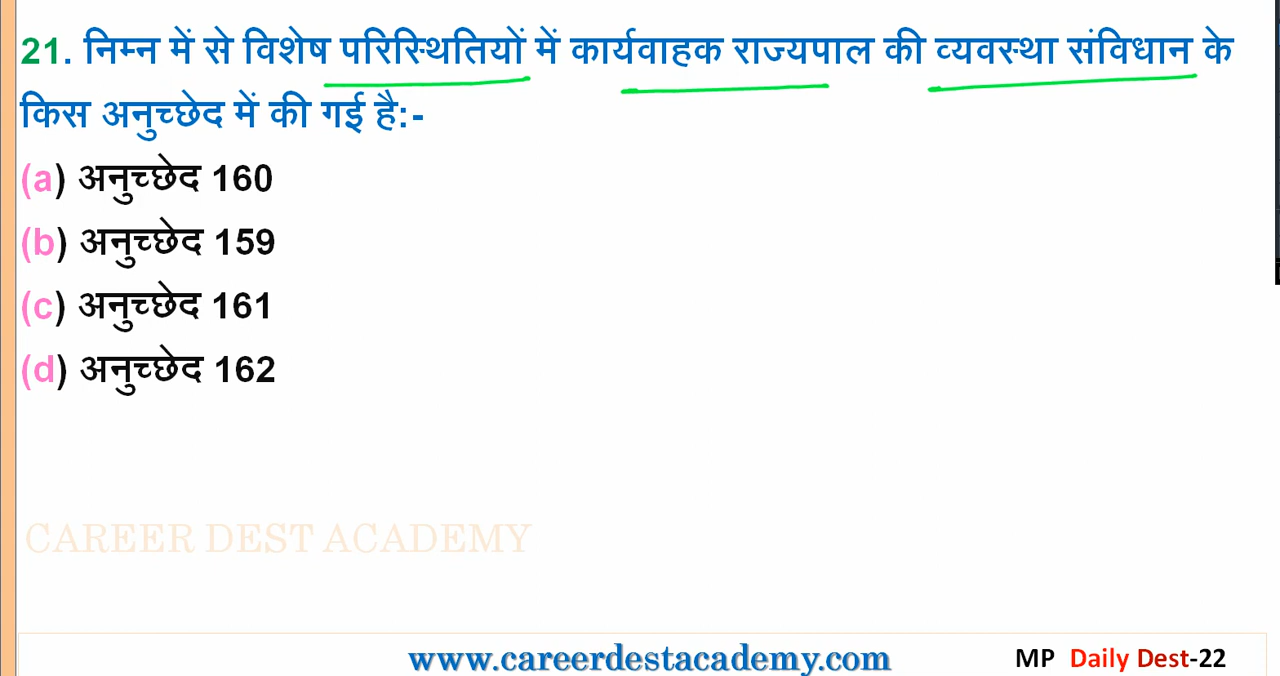 21. निम्न में से विशेष परिस्थितियों में कार्यवाहक राज्यपाल की व्यवस्था संविधान के
किस अनुच्छेद में की गई है:-
(a) अनुच्छेद 160
(b) अनुच्छेद 159
(c) अनुच्छेद 161
(d) अनुच्छेद 162
CAREER DEST ACADEMY
www.careerdestacademy.com
MP Daily Dest-22